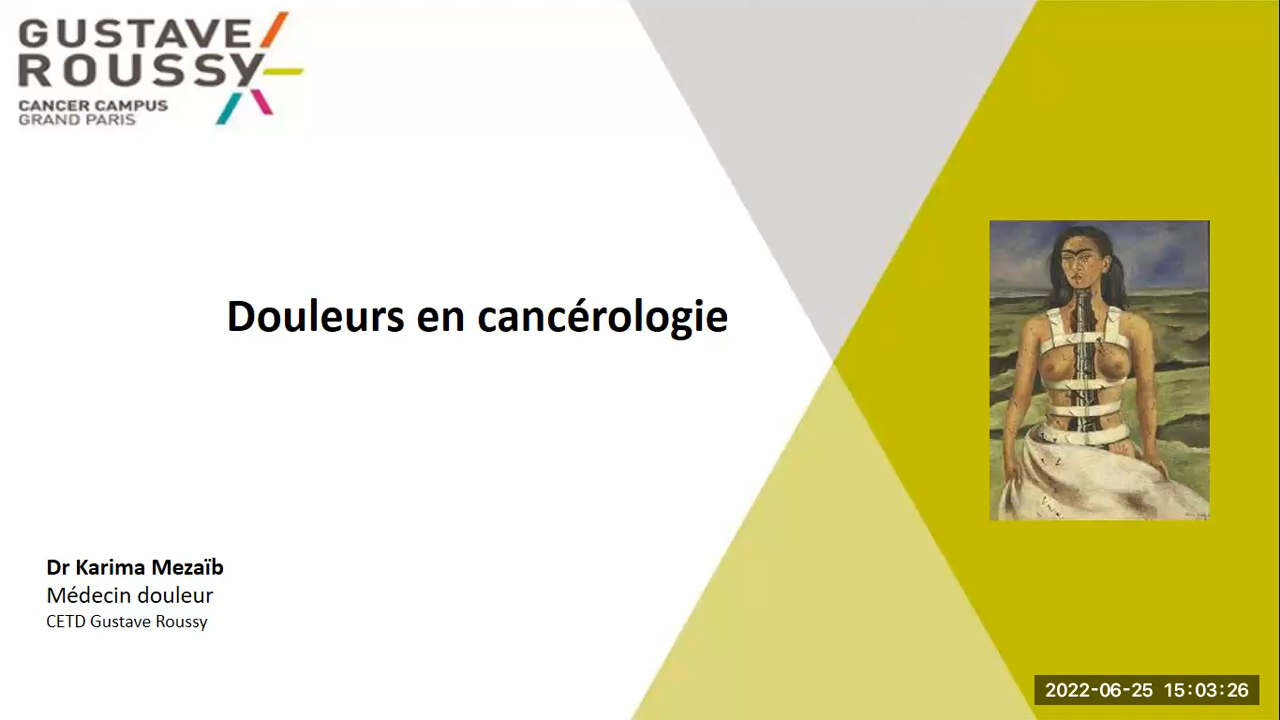 GUSTAVE
ROUSSY
CANCER CAMPUS
GRAND PARIS
Douleurs en cancérologie
Dr Karima Mezaïb
Médecin douleur
CETD Gustave Roussy
2022-06-25 15:03:26